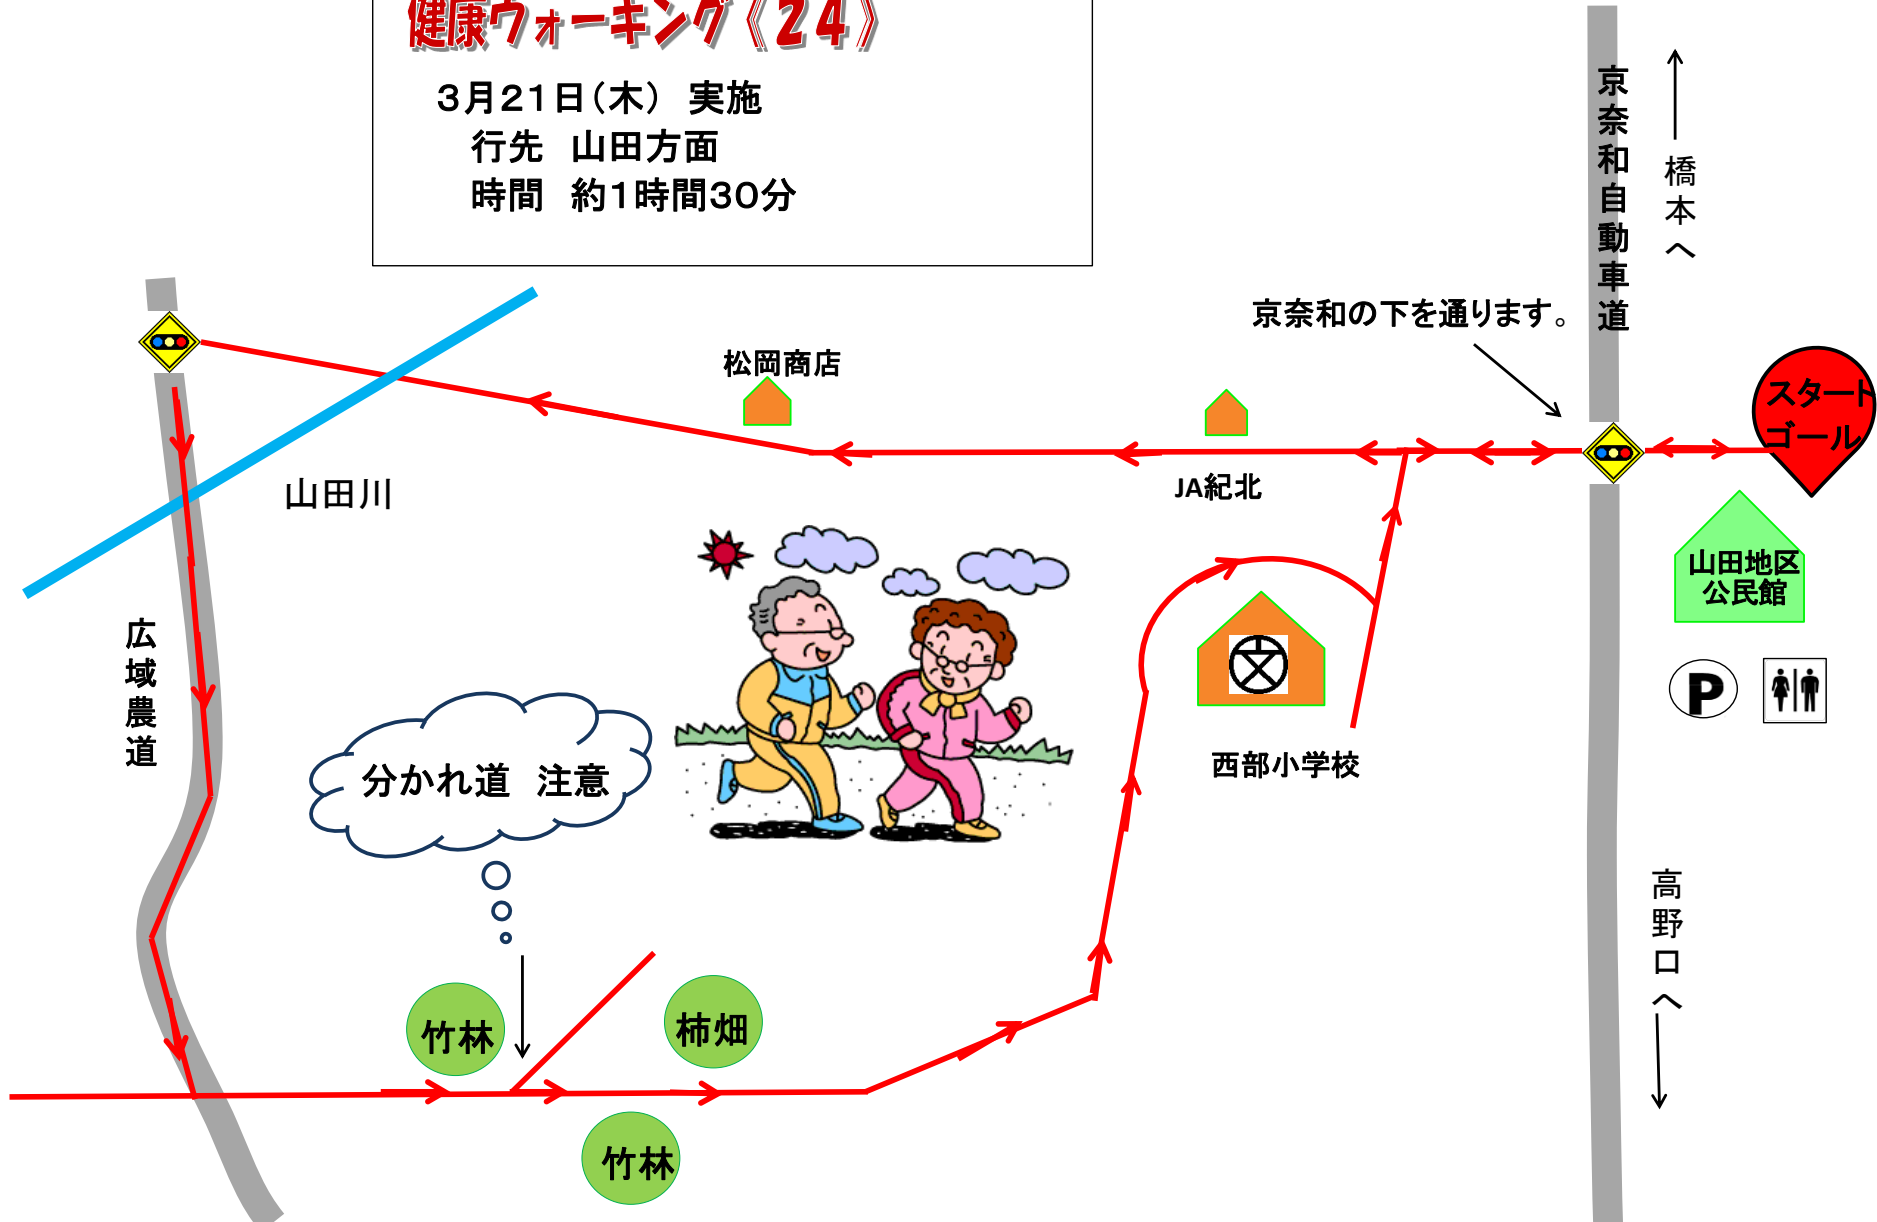 健康ウォーキング《24》
3月21日(木)　実施
行先　山田方面
時間　約1時間30分
京奈和自動車道
橋本へ
京奈和の下を通ります。
スタート
ゴール
松岡商店
JA紀北
山田川
山田地区
公民館
広域農道
P
分かれ道　注意
文
西部小学校
高野口へ
竹林
柿畑
竹林